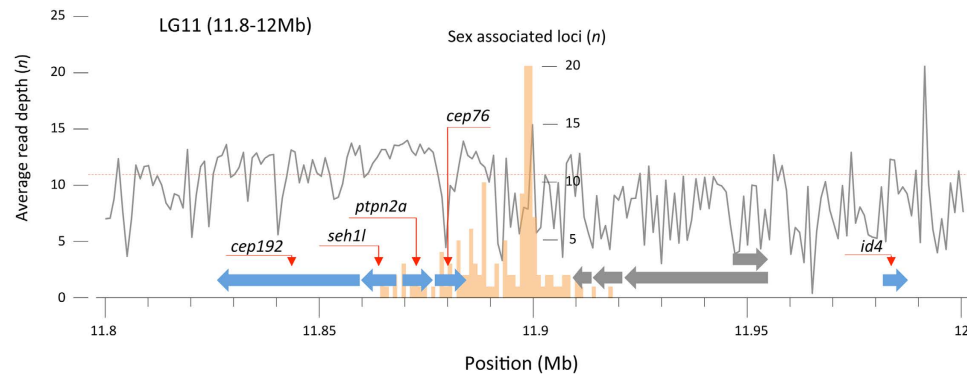 LG11 (11.8-12Mb)
Sex associated loci (n)
Average read depth (n)
25
20
15
10
5
0
20
15
10
5
cep76
ptpn2a
seh1l
cep192
id4
11.8
11.85
11.9
11.95
12
Position (Mb)